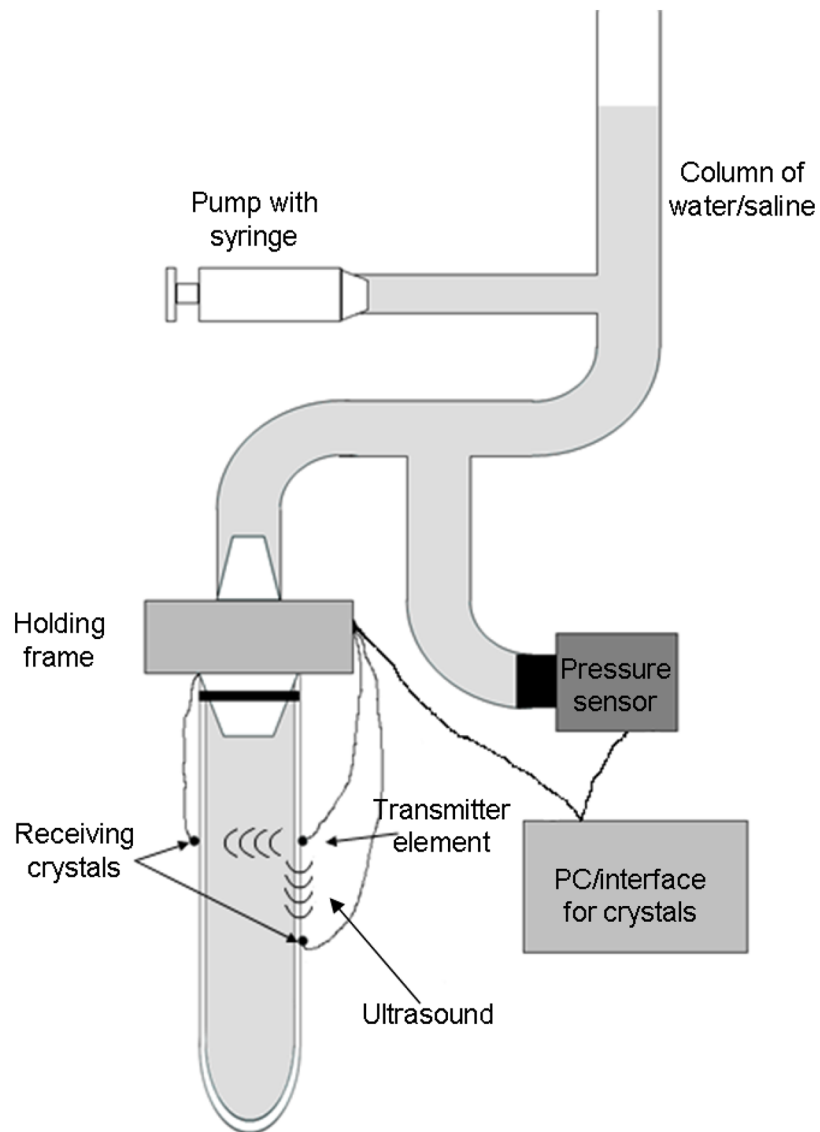 Column of
water/saline
Pump with
syringe
Holding
frame
Pressure
sensor
Receiving
crystals
Transmitter
element
PC/interface
for crystals
Ultrasound